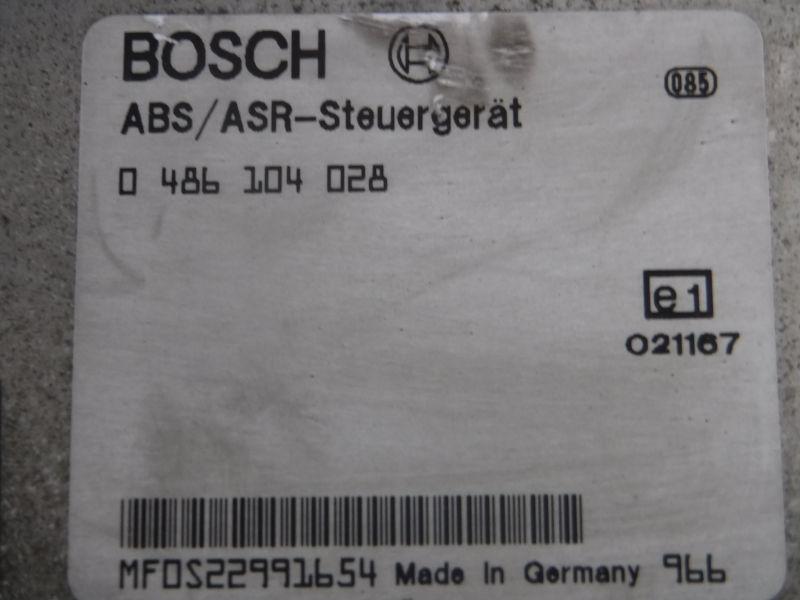 BOSCH
085
ABS/ASR-Steuergerät
0 486 104 028
e1
021167
MFDS22991654 Made In Germany 966